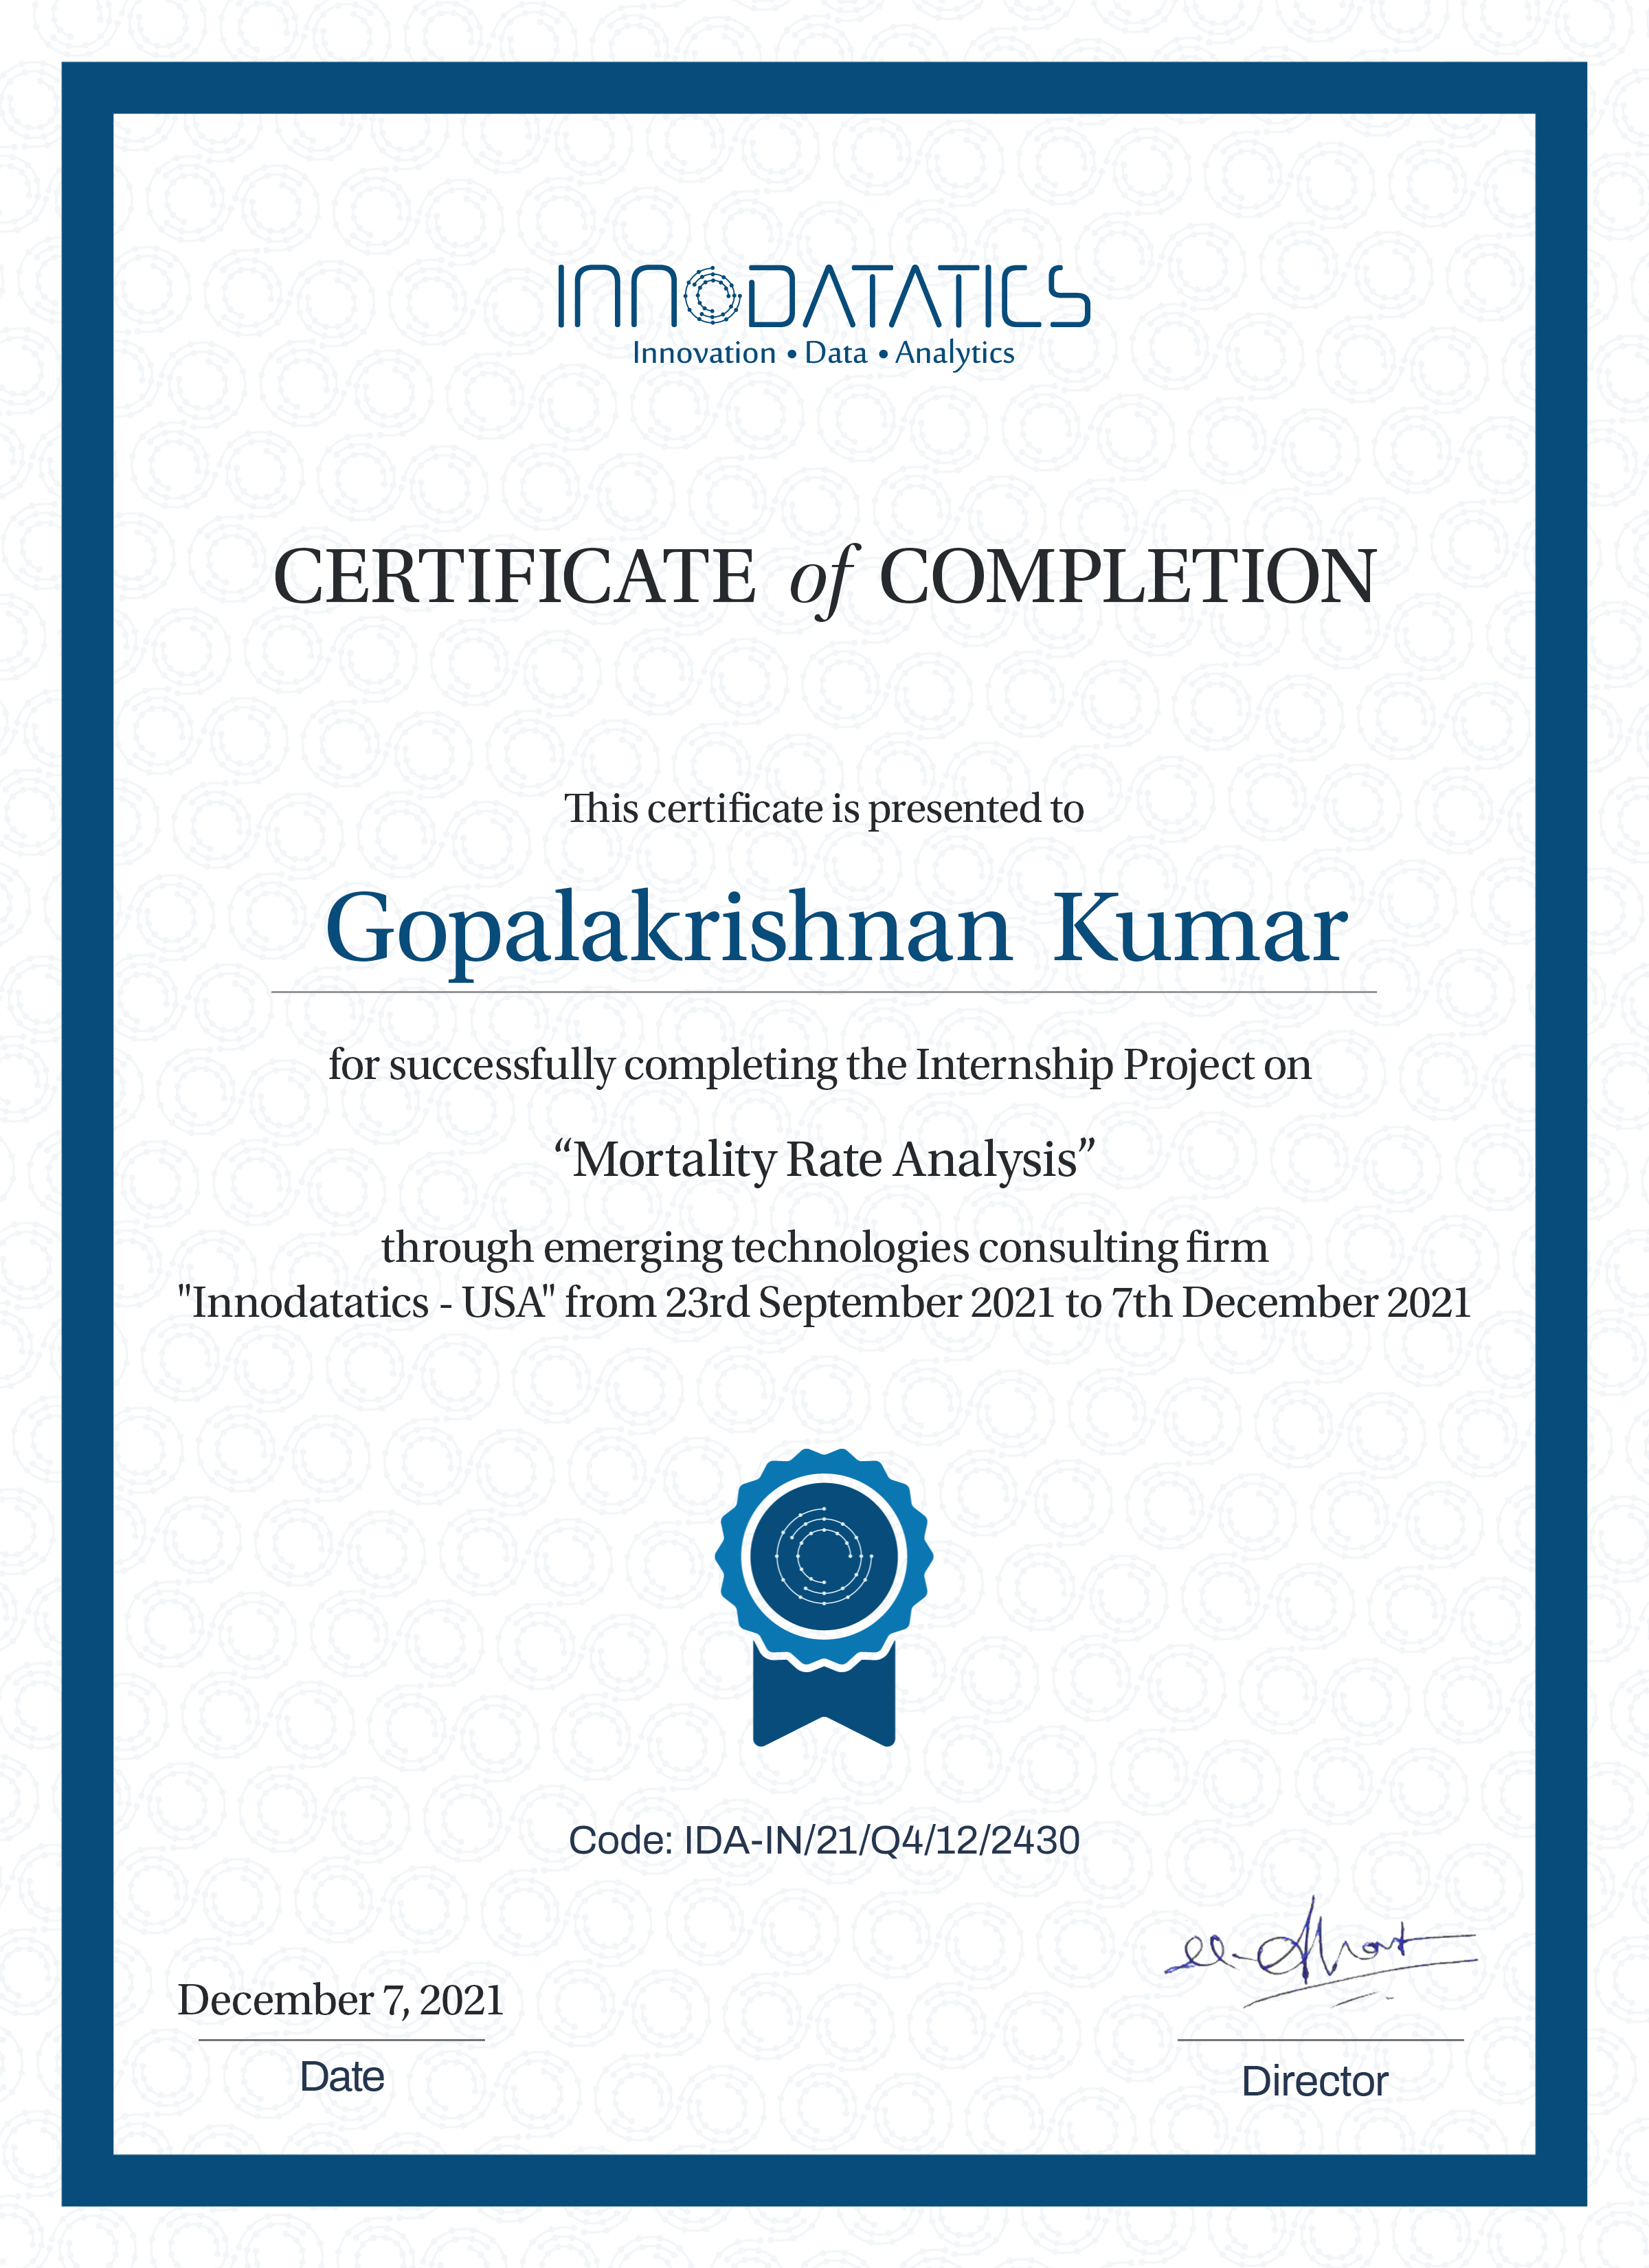 INNODATATICS
Innovation • Data • Analytics
CERTIFICATE of COMPLETION
This certificate is presented to
Gopalakrishnan Kumar
for successfully completing the Internship Project on
“Mortality Rate Analysis”
through emerging technologies consulting firm
"Innodatatics - USA" from 23rd September 2021 to 7th December 2021
Code: IDA-IN/21/Q4/12/2430
December 7, 2021
Date
Director